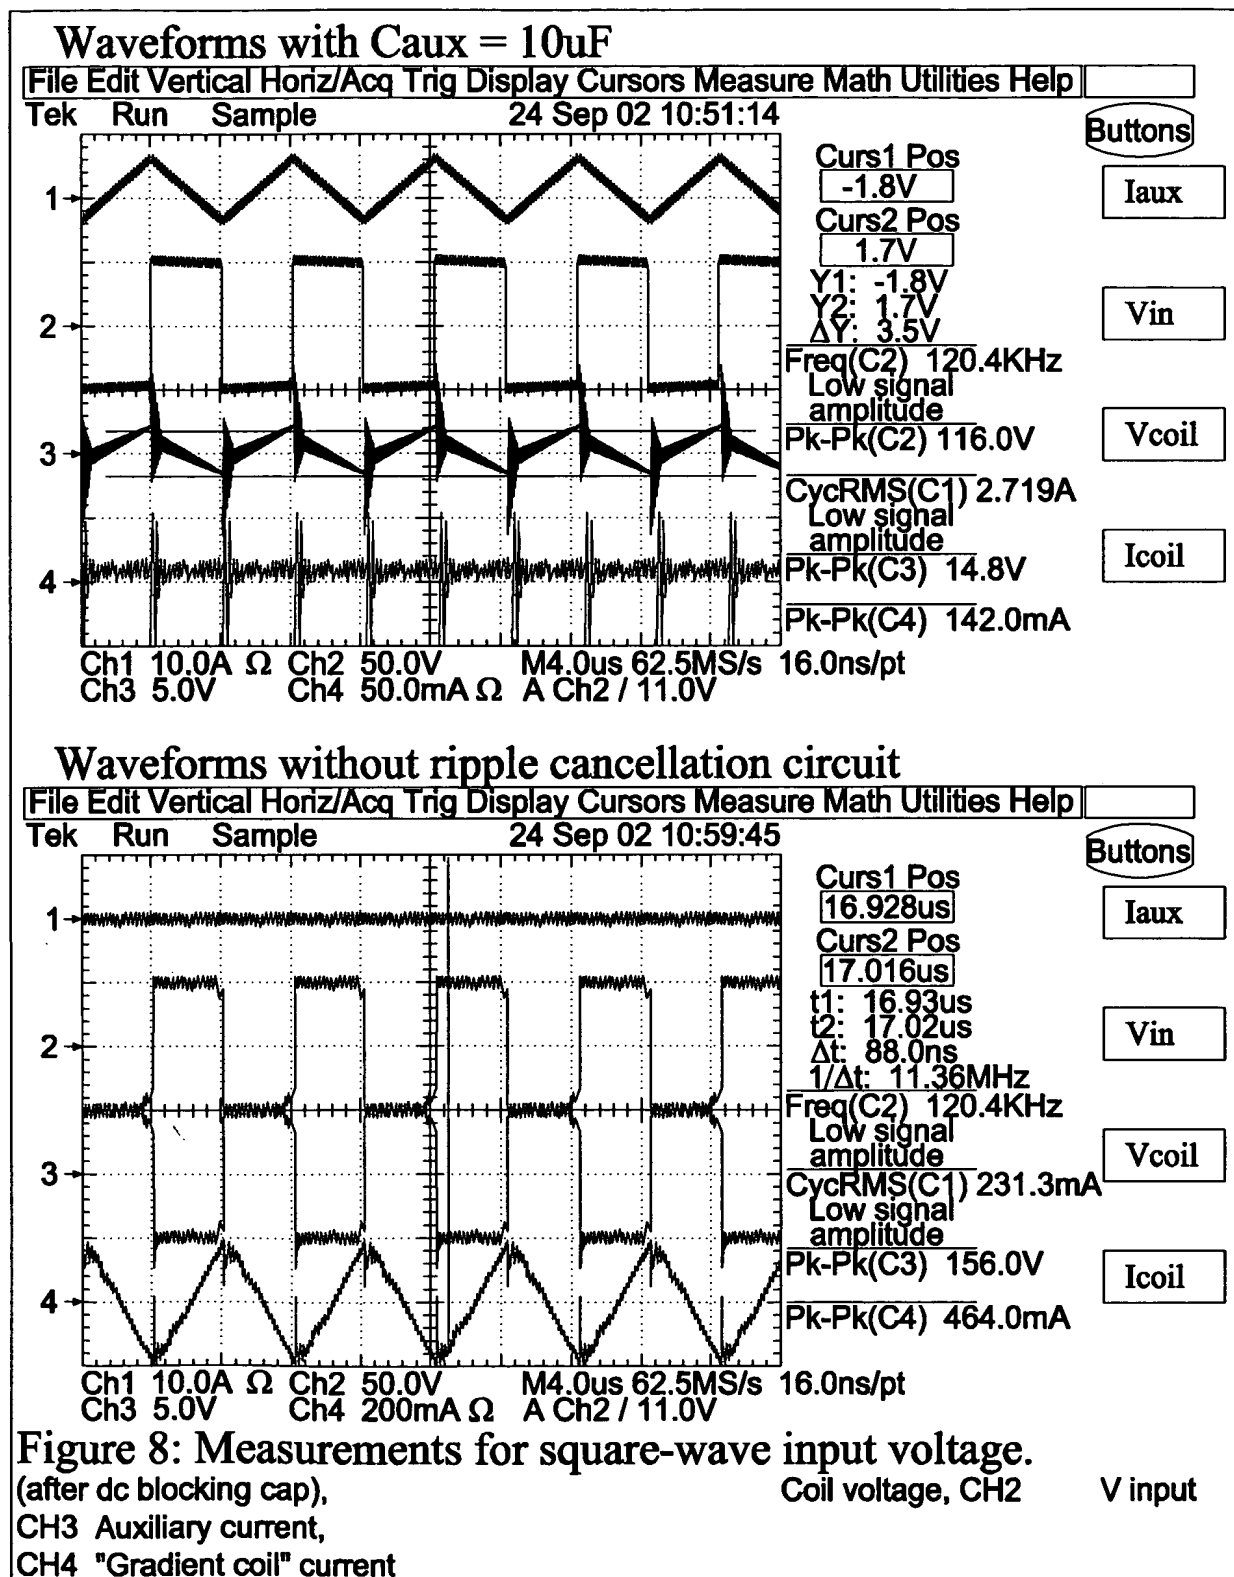 Waveforms with Caux = 10uF
File Edit Vertical Horiz/Acq Trig Display Cursors Measure Math Utilities Help
Tek Run Sample 24 Sep 02 10:51:14
Buttons
Curs1 Pos
-1.8V
Curs2 Pos
1.7V
Y1: -1.8V
Y2: 1.7V
ΔY: 3.5V
Freq(C2) 120.4KHz
Low signal
amplitude
Pk-Pk(C2) 116.0V
CycRMS(C1) 2.719A
Low signal
amplitude
Pk-Pk(C3) 14.8V
Pk-Pk(C4) 142.0mA
Iaux
Vin
Vcoil
Icoil
1
2
3
4
Ch1 10.0A Ω Ch2 50.0V M4.0us 62.5MS/s 16.0ns/pt
Ch3 5.0V Ch4 50.0mA Ω A Ch2 / 11.0V
Waveforms without ripple cancellation circuit
File Edit Vertical Horiz/Acq Trig Display Cursors Measure Math Utilities Help
Tek Run Sample 24 Sep 02 10:59:45
Buttons
Curs1 Pos
16.928us
Curs2 Pos
17.016us
t1: 16.93us
t2: 17.02us
Δt: 88.0ns
1/Δt: 11.36MHz
Freq(C2) 120.4KHz
Low signal
amplitude
CycRMS(C1) 231.3mA
Low signal
amplitude
Pk-Pk(C3) 156.0V
Pk-Pk(C4) 464.0mA
Iaux
Vin
Vcoil
Icoil
1
2
3
4
Ch1 10.0A Ω Ch2 50.0V M4.0us 62.5MS/s 16.0ns/pt
Ch3 5.0V Ch4 200mA Ω A Ch2 / 11.0V
Figure 8: Measurements for square-wave input voltage.
(after dc blocking cap), Coil voltage, CH2 V input
CH3 Auxiliary current,
CH4 "Gradient coil" current